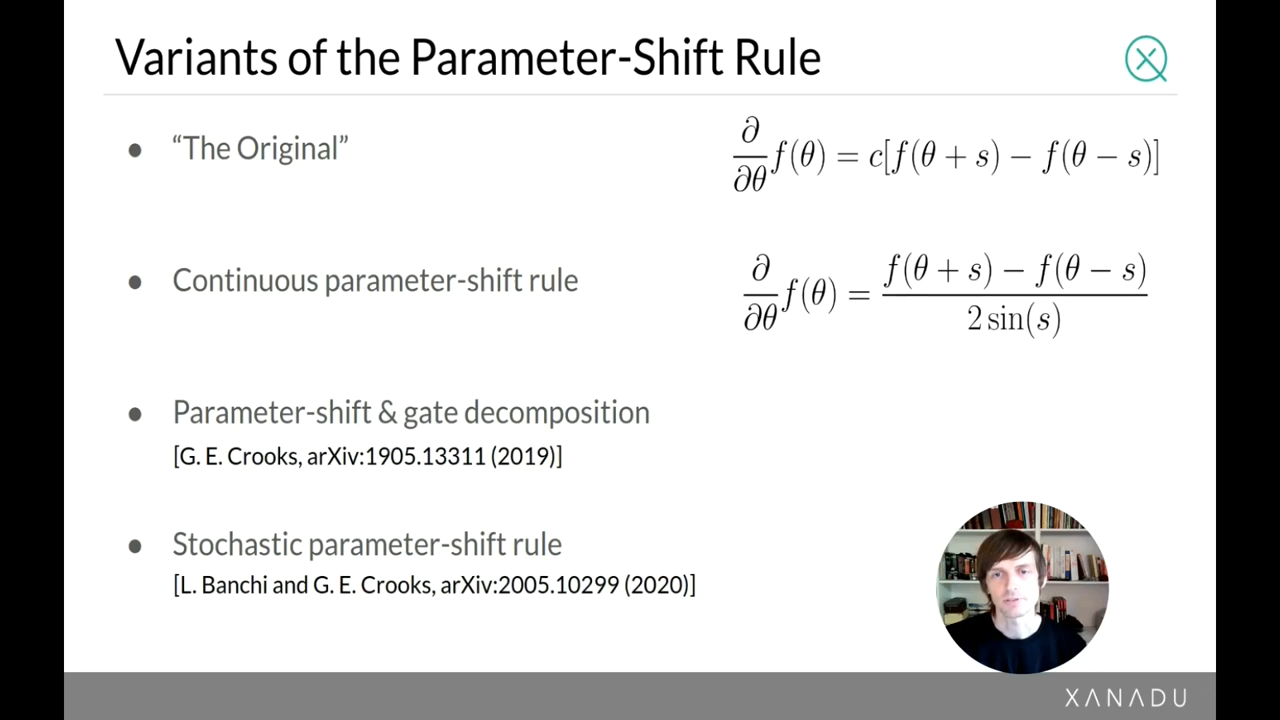 Variants of the Parameter-Shift Rule
● “The Original”
∂/∂θ f(θ) = c[f(θ + s) − f(θ − s)]
● Continuous parameter-shift rule
∂/∂θ f(θ) = (f(θ + s) − f(θ − s)) / (2 sin(s))
● Parameter-shift & gate decomposition
[G. E. Crooks, arXiv:1905.13311 (2019)]
● Stochastic parameter-shift rule
[L. Banchi and G. E. Crooks, arXiv:2005.10299 (2020)]
XANADU